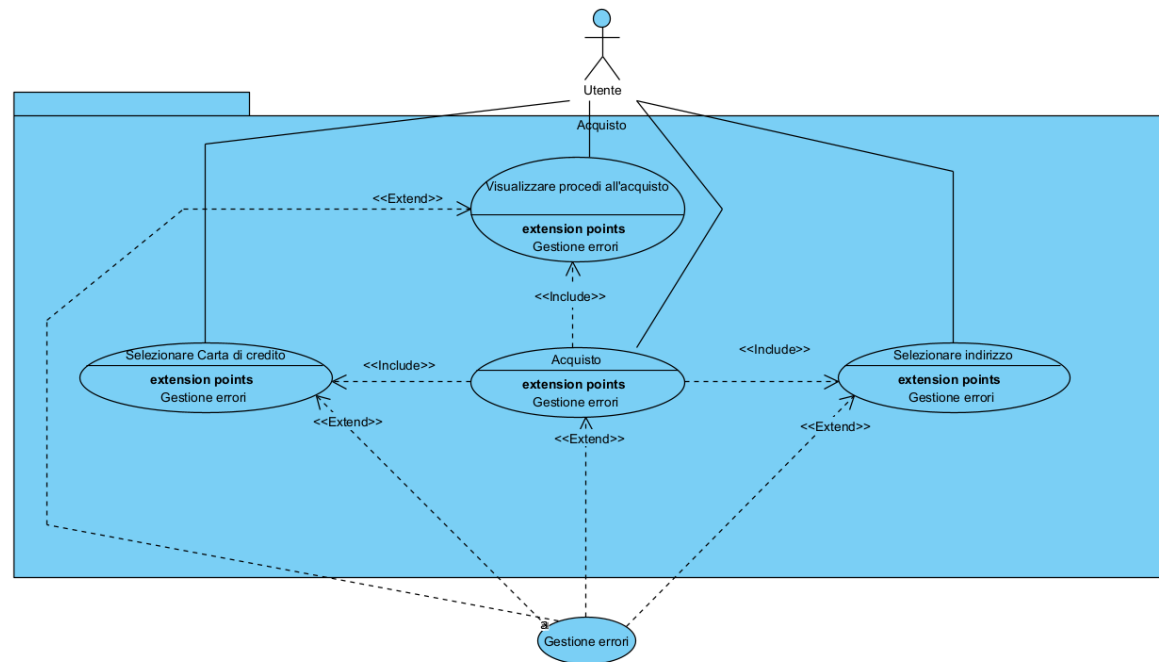 Utente
Acquisto
Visualizzare procedi all'acquisto
<<Extend>>
extension points
Gestione errori
<<Include>>
Selezionare Carta di credito
extension points
Gestione errori
<<Include>>
Acquisto
extension points
Gestione errori
<<Include>>
Selezionare indirizzo
extension points
Gestione errori
<<Extend>>
<<Extend>>
<<Extend>>
a
Gestione errori